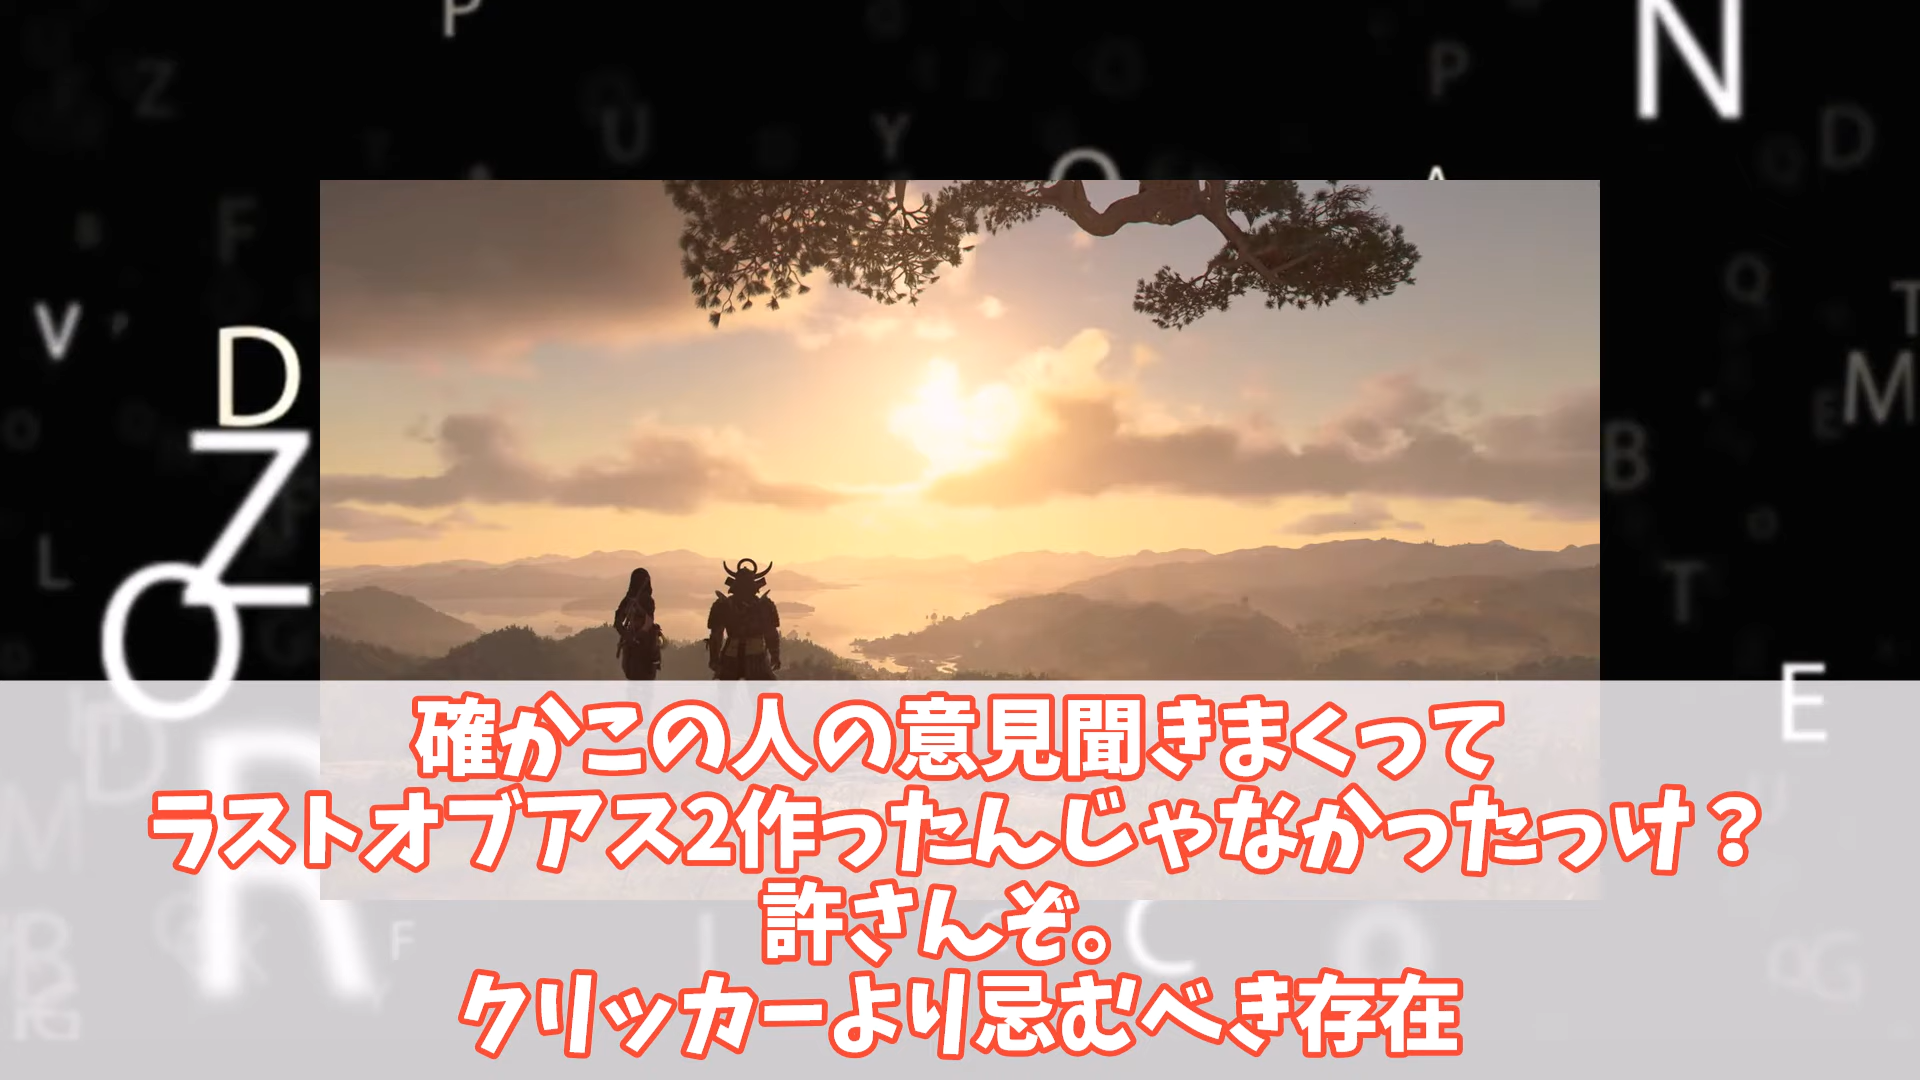 確かこの人の意見聞きまくって
ラストオブアス2作ったんじゃなかったっけ？
許さんぞ。
クリッカーより忌むべき存在